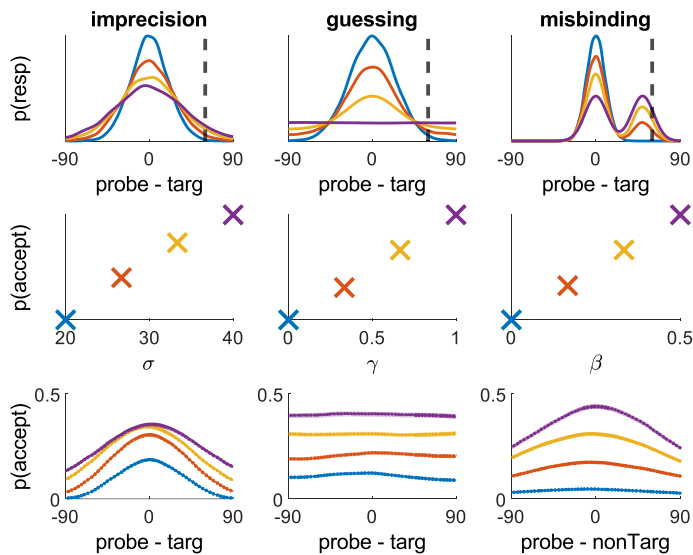 imprecision guessing misbinding
p(resp)
-90 0 90 -90 0 90 -90 0 90
probe - targ probe - targ probe - targ
p(accept)
20 30 40 0 0.5 1 0 0.5
σ γ β
p(accept)
0.5 0.5 0.5
0 0 0
-90 0 90 -90 0 90 -90 0 90
probe - targ probe - targ probe - nonTarg